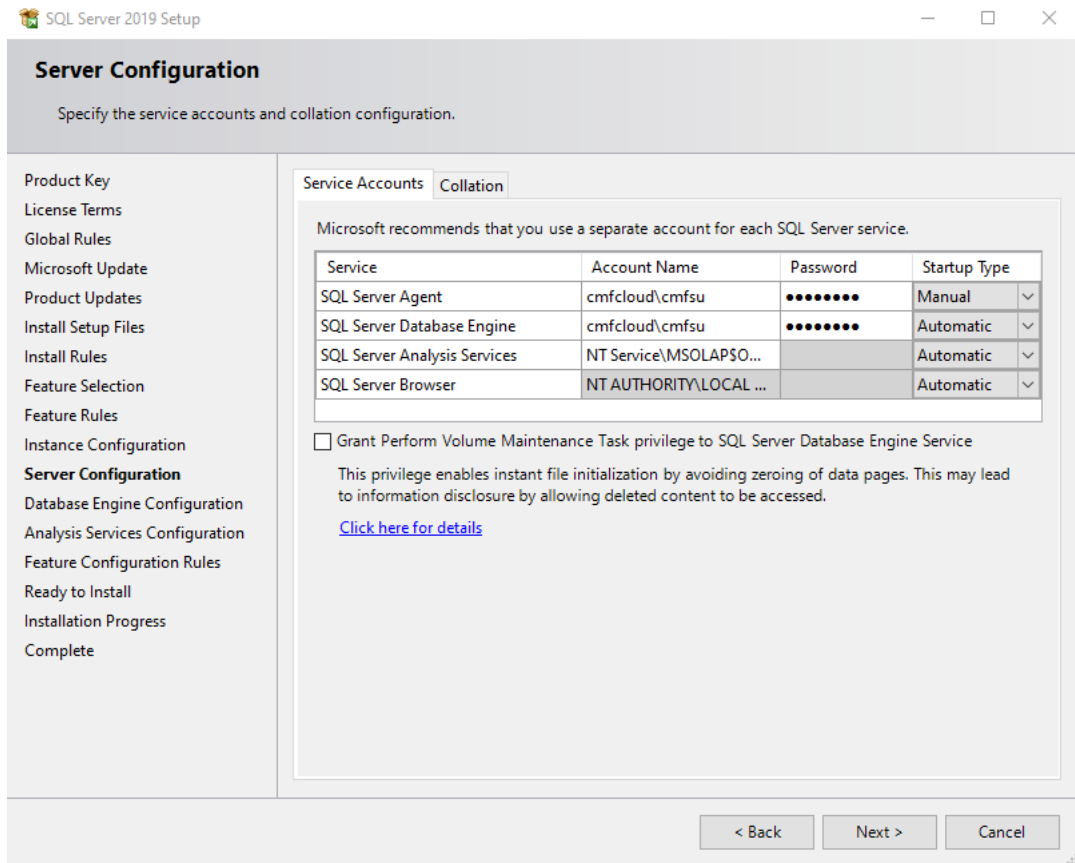 SQL Server 2019 Setup
Server Configuration
Specify the service accounts and collation configuration.
Product Key
License Terms
Global Rules
Microsoft Update
Product Updates
Install Setup Files
Install Rules
Feature Selection
Feature Rules
Instance Configuration
Server Configuration
Database Engine Configuration
Analysis Services Configuration
Feature Configuration Rules
Ready to Install
Installation Progress
Complete
Service Accounts Collation
Microsoft recommends that you use a separate account for each SQL Server service.
Service Account Name Password Startup Type
SQL Server Agent cmfcloud\cmfsu ●●●●●●●● Manual
SQL Server Database Engine cmfcloud\cmfsu ●●●●●●●● Automatic
SQL Server Analysis Services NT Service\MSOLAP$O... Automatic
SQL Server Browser NT AUTHORITY\LOCAL ... Automatic
Grant Perform Volume Maintenance Task privilege to SQL Server Database Engine Service
This privilege enables instant file initialization by avoiding zeroing of data pages. This may lead
to information disclosure by allowing deleted content to be accessed.
Click here for details
< Back Next > Cancel